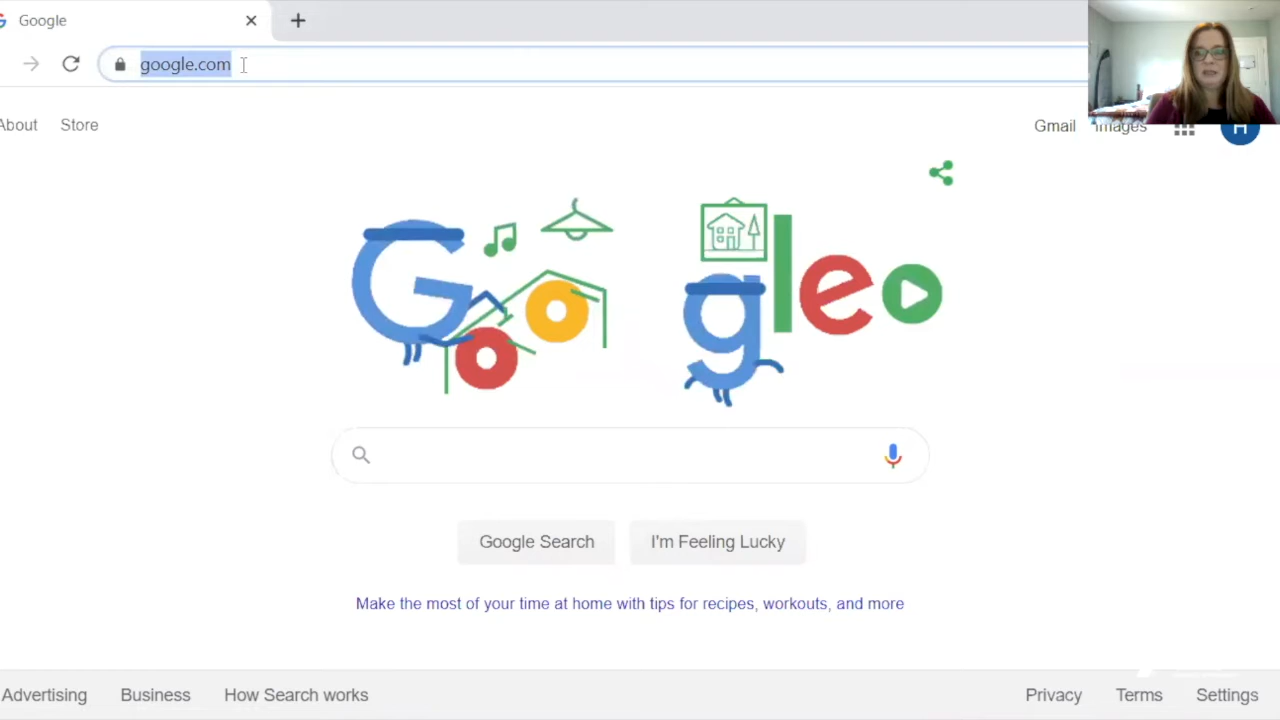 Google
google.com
About Store
Gmail Images
H
Google
Google Search I'm Feeling Lucky
Make the most of your time at home with tips for recipes, workouts, and more
Advertising Business How Search works
Privacy Terms Settings